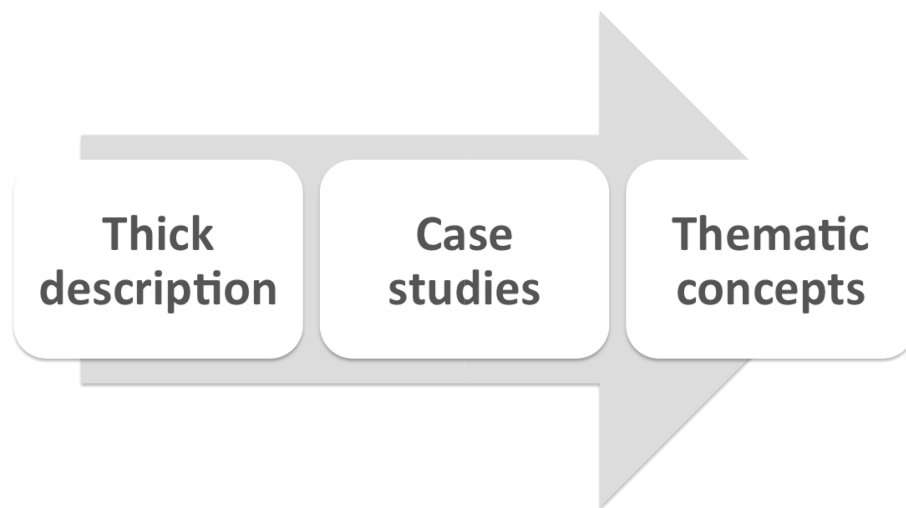 Thick
description
Case
studies
Thematic
concepts